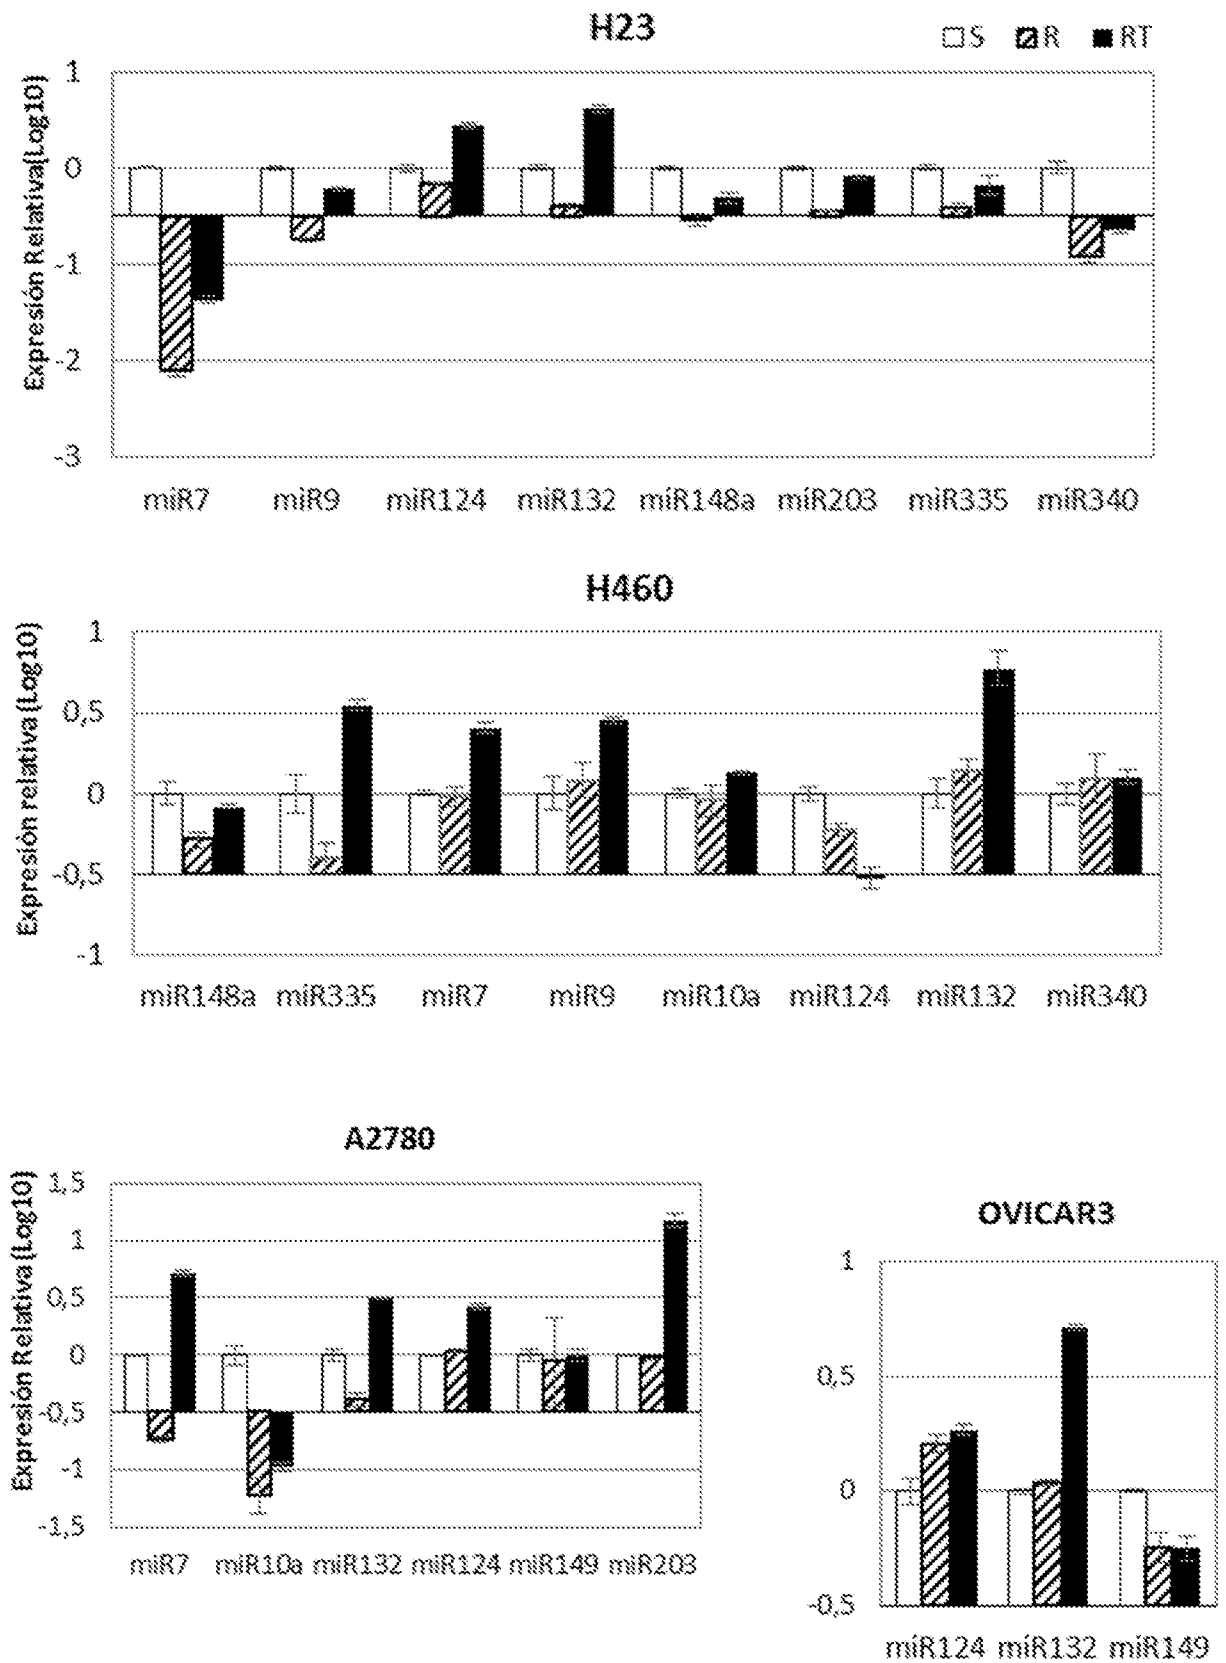 H23
S R RT
Expresión Relativa(Log10)
1
0
-1
-2
-3
miR7 miR9 miR124 miR132 miR148a miR203 miR335 miR340
H460
Expresión relativa (Log10)
1
0,5
0
-0,5
-1
miR148a miR335 miR7 miR9 miR10a miR124 miR132 miR340
A2780
Expresión Relativa(Log10)
1,5
1
0,5
0
-0,5
-1
-1,5
miR7 miR10a miR132 miR124 miR149 miR203
OVICAR3
1
0,5
0
-0,5
miR124 miR132 miR149